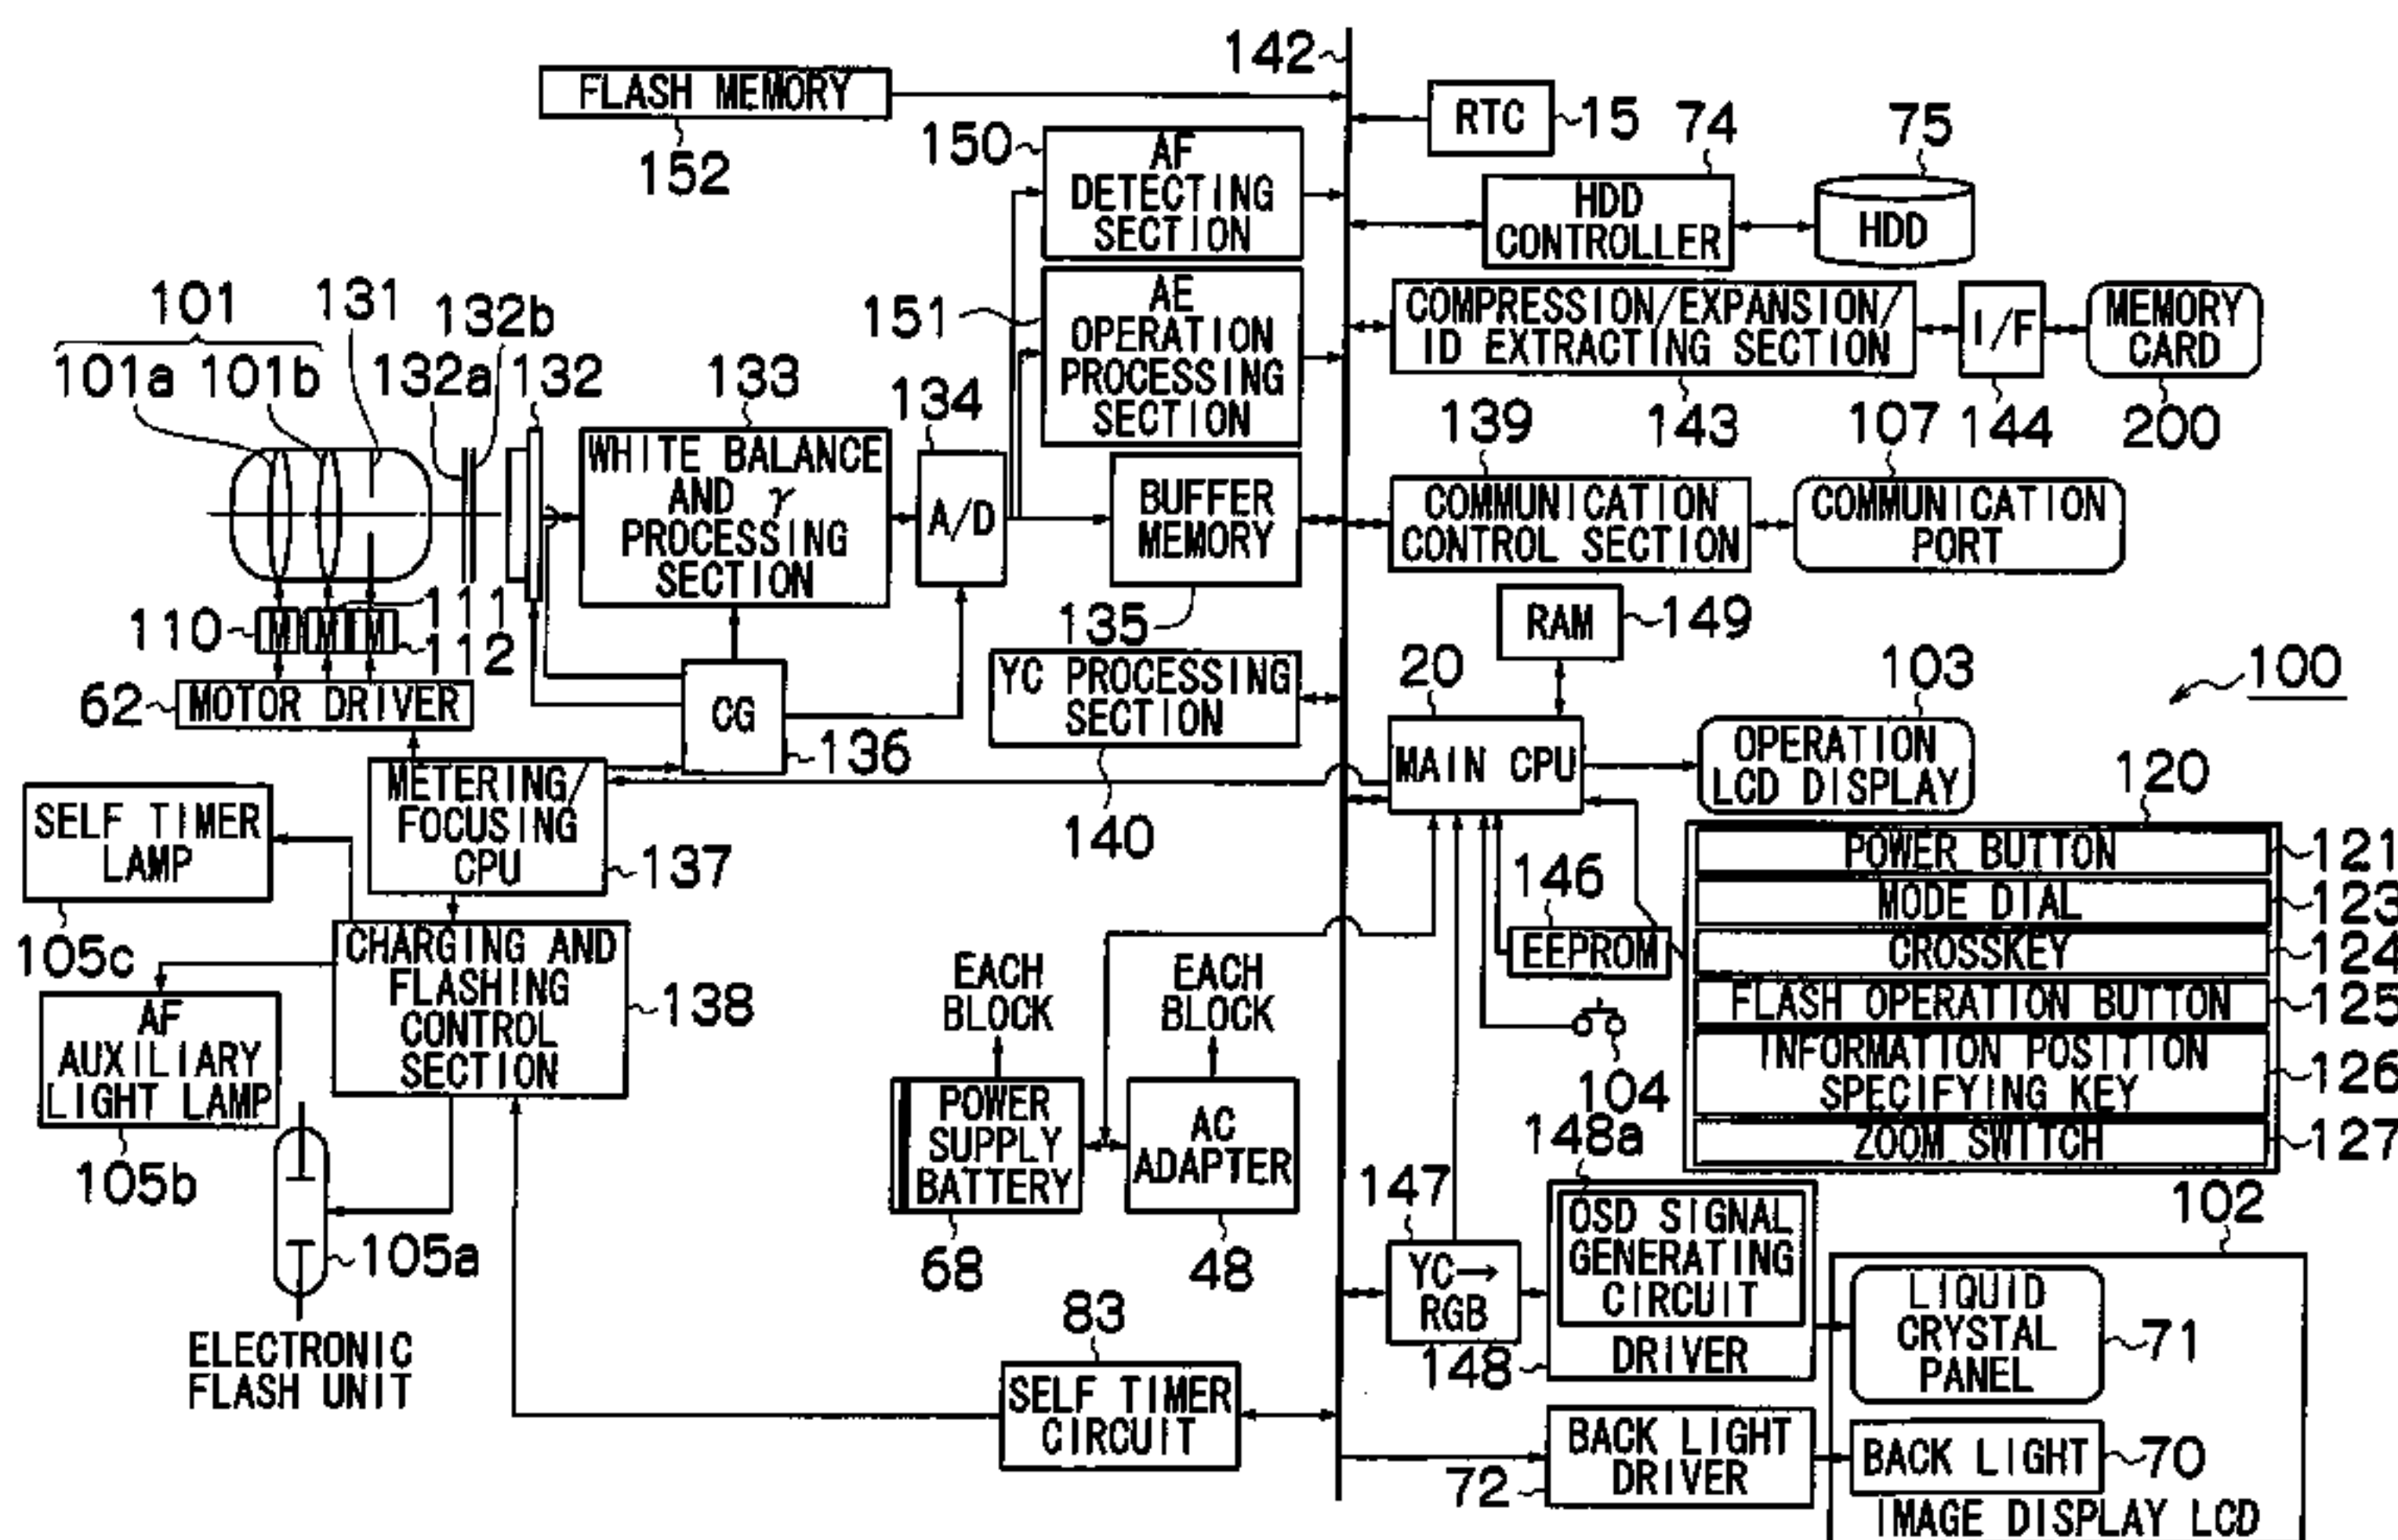 142
FLASH MEMORY
152
RTC
15
74
75
150
AF
DETECTING
SECTION
HDD
CONTROLLER
HDD
101
131
132b
101a
101b
132a
132
151
AE
OPERATION
PROCESSING
SECTION
COMPRESSION/EXPANSION/
ID EXTRACTING SECTION
I/F
MEMORY
CARD
133
134
139
143
107
144
200
WHITE BALANCE
AND γ
PROCESSING
SECTION
A/D
BUFFER
MEMORY
COMMUNICATION
CONTROL SECTION
COMMUNICATION
PORT
110
M
M
M
111
112
135
RAM
149
62
MOTOR DRIVER
CG
136
YC PROCESSING
SECTION
140
20
MAIN CPU
103
OPERATION
LCD DISPLAY
100
120
SELF TIMER
LAMP
105c
METERING/
FOCUSING
CPU
137
POWER BUTTON
121
MODE DIAL
123
CROSSKEY
124
FLASH OPERATION BUTTON
125
INFORMATION POSITION
SPECIFYING KEY
126
ZOOM SWITCH
127
146
EEPROM
104
CHARGING AND
FLASHING
CONTROL
SECTION
138
AF
AUXILIARY
LIGHT LAMP
105b
105a
ELECTRONIC
FLASH UNIT
EACH
BLOCK
EACH
BLOCK
POWER
SUPPLY
BATTERY
68
AC
ADAPTER
48
148a
147
YC→
RGB
OSD SIGNAL
GENERATING
CIRCUIT
DRIVER
148
102
LIQUID
CRYSTAL
PANEL
71
83
SELF TIMER
CIRCUIT
BACK LIGHT
DRIVER
72
BACK LIGHT
70
IMAGE DISPLAY LCD